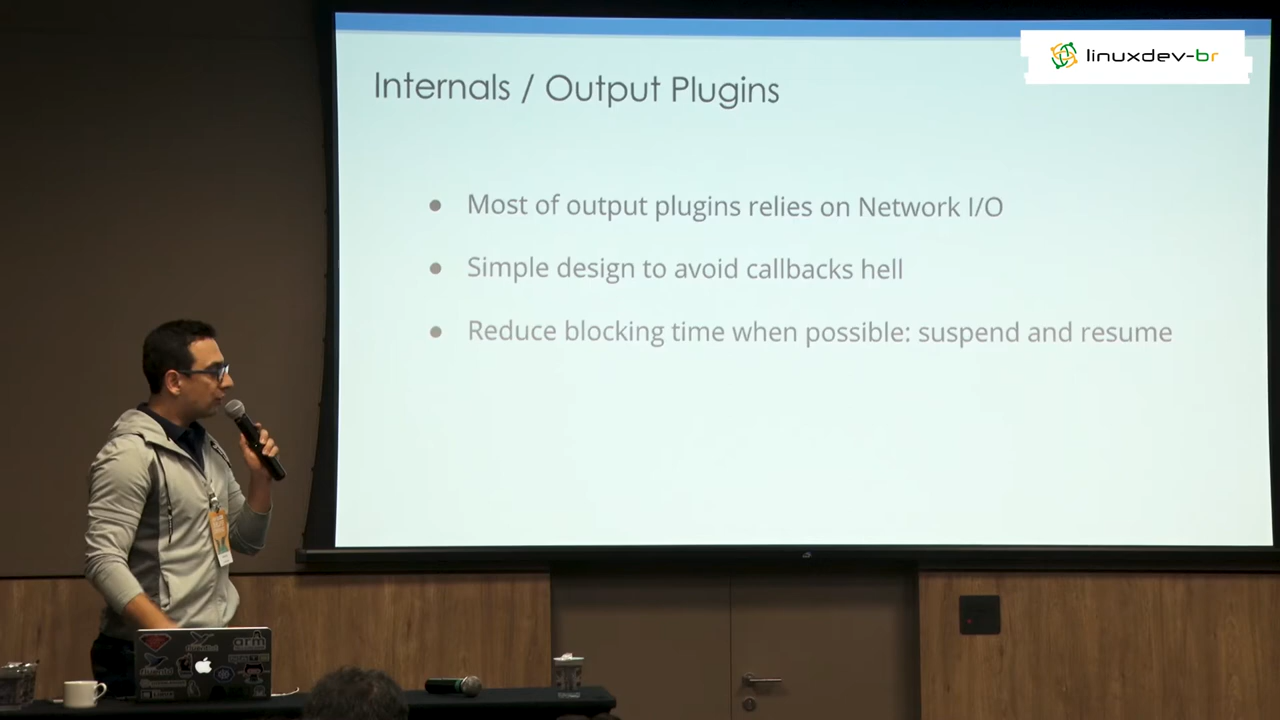 linuxdev-br
Internals / Output Plugins
● Most of output plugins relies on Network I/O
● Simple design to avoid callbacks hell
● Reduce blocking time when possible: suspend and resume
arm